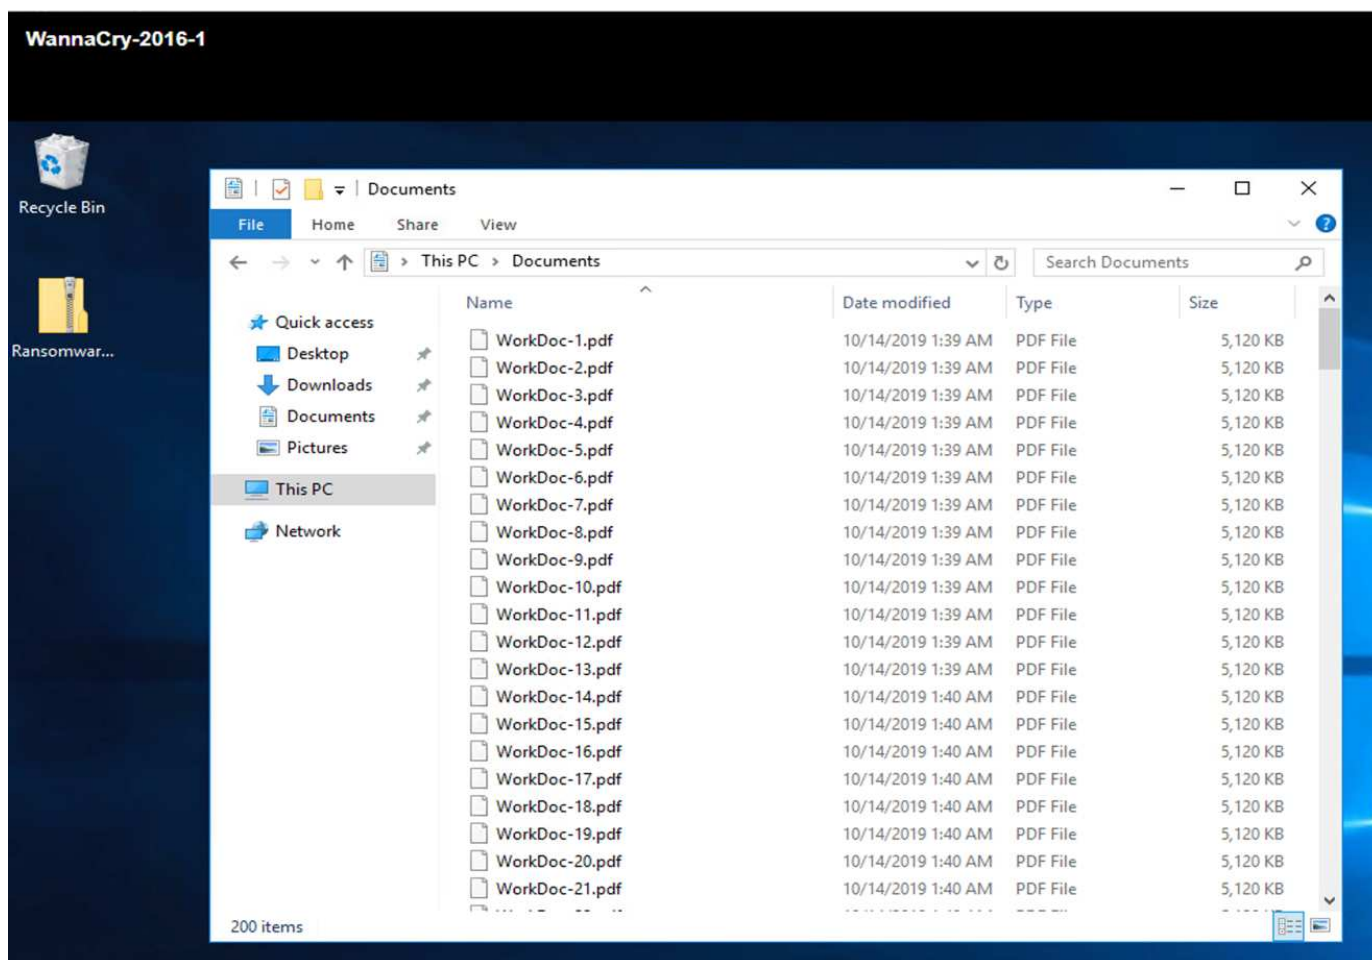 WannaCry-2016-1
Recycle Bin
Ransomwar...
Documents
File Home Share View
This PC > Documents
Search Documents
Quick access
Desktop
Downloads
Documents
Pictures
This PC
Network
Name Date modified Type Size
WorkDoc-1.pdf 10/14/2019 1:39 AM PDF File 5,120 KB
WorkDoc-2.pdf 10/14/2019 1:39 AM PDF File 5,120 KB
WorkDoc-3.pdf 10/14/2019 1:39 AM PDF File 5,120 KB
WorkDoc-4.pdf 10/14/2019 1:39 AM PDF File 5,120 KB
WorkDoc-5.pdf 10/14/2019 1:39 AM PDF File 5,120 KB
WorkDoc-6.pdf 10/14/2019 1:39 AM PDF File 5,120 KB
WorkDoc-7.pdf 10/14/2019 1:39 AM PDF File 5,120 KB
WorkDoc-8.pdf 10/14/2019 1:39 AM PDF File 5,120 KB
WorkDoc-9.pdf 10/14/2019 1:39 AM PDF File 5,120 KB
WorkDoc-10.pdf 10/14/2019 1:39 AM PDF File 5,120 KB
WorkDoc-11.pdf 10/14/2019 1:39 AM PDF File 5,120 KB
WorkDoc-12.pdf 10/14/2019 1:39 AM PDF File 5,120 KB
WorkDoc-13.pdf 10/14/2019 1:39 AM PDF File 5,120 KB
WorkDoc-14.pdf 10/14/2019 1:40 AM PDF File 5,120 KB
WorkDoc-15.pdf 10/14/2019 1:40 AM PDF File 5,120 KB
WorkDoc-16.pdf 10/14/2019 1:40 AM PDF File 5,120 KB
WorkDoc-17.pdf 10/14/2019 1:40 AM PDF File 5,120 KB
WorkDoc-18.pdf 10/14/2019 1:40 AM PDF File 5,120 KB
WorkDoc-19.pdf 10/14/2019 1:40 AM PDF File 5,120 KB
WorkDoc-20.pdf 10/14/2019 1:40 AM PDF File 5,120 KB
WorkDoc-21.pdf 10/14/2019 1:40 AM PDF File 5,120 KB
200 items